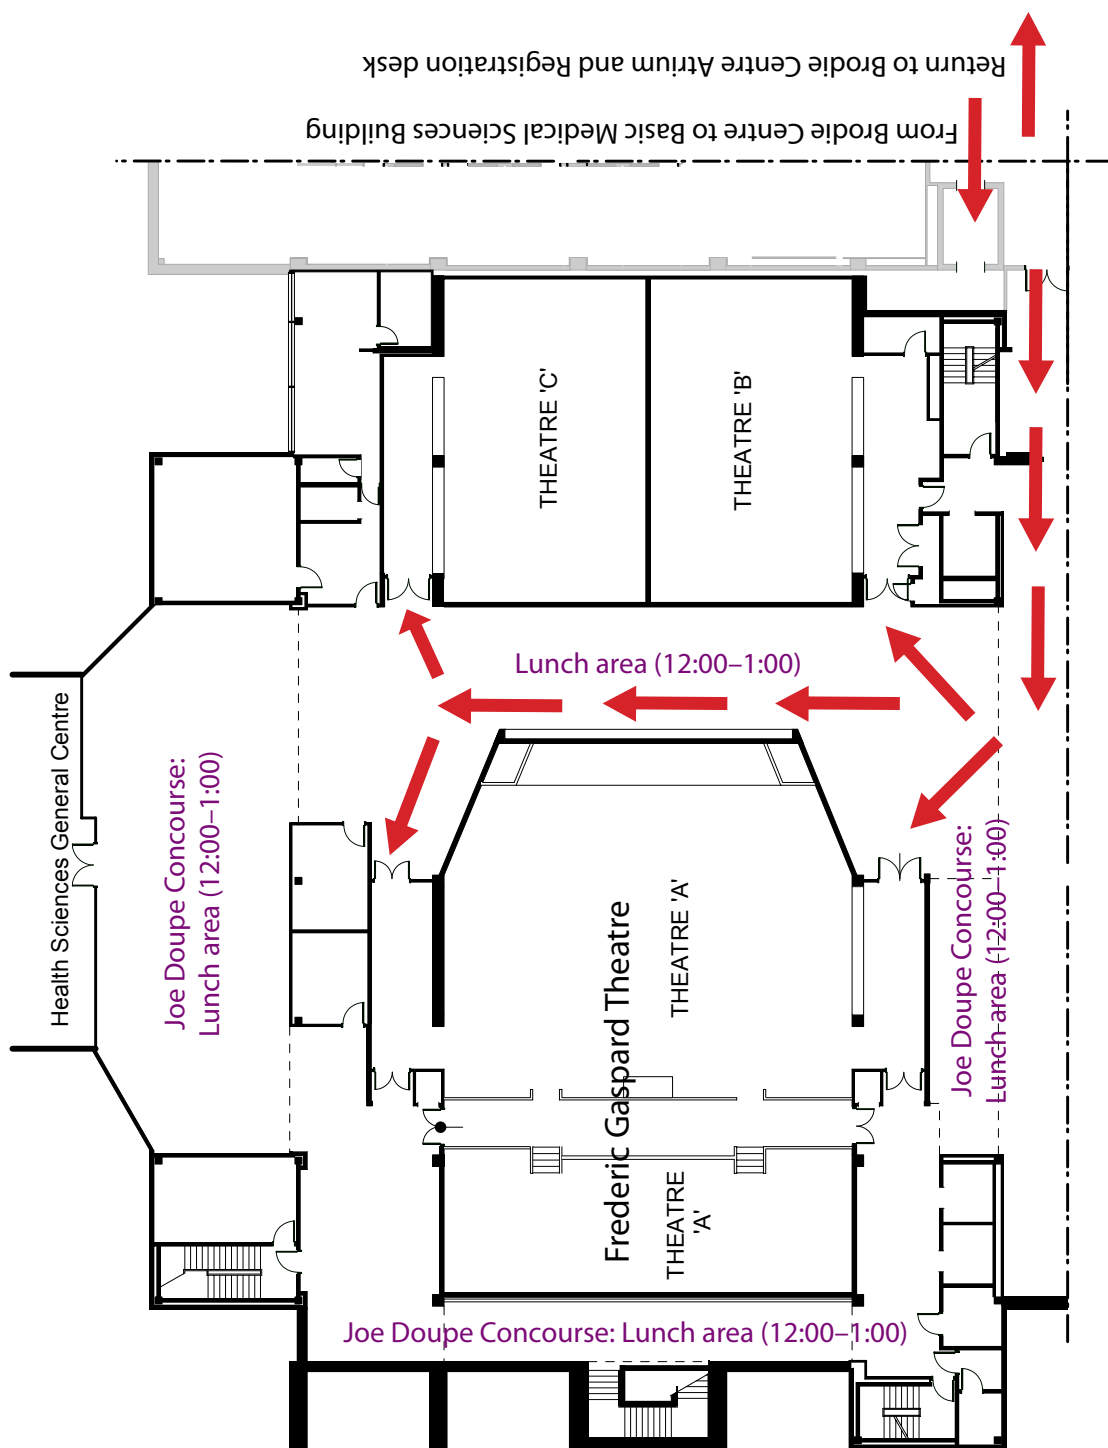 Return to Brodie Centre Atrium and Registration desk
From Brodie Centre to Basic Medical Sciences Building
THEATRE 'C'
THEATRE 'B'
Lunch area (12:00–1:00)
Health Sciences General Centre
Joe Doupe Concourse:
Lunch area (12:00–1:00)
Frederic Gaspard Theatre
THEATRE 'A'
THEATRE
'A'
Joe Doupe Concourse:
Lunch area (12:00–1:00)
Joe Doupe Concourse: Lunch area (12:00–1:00)